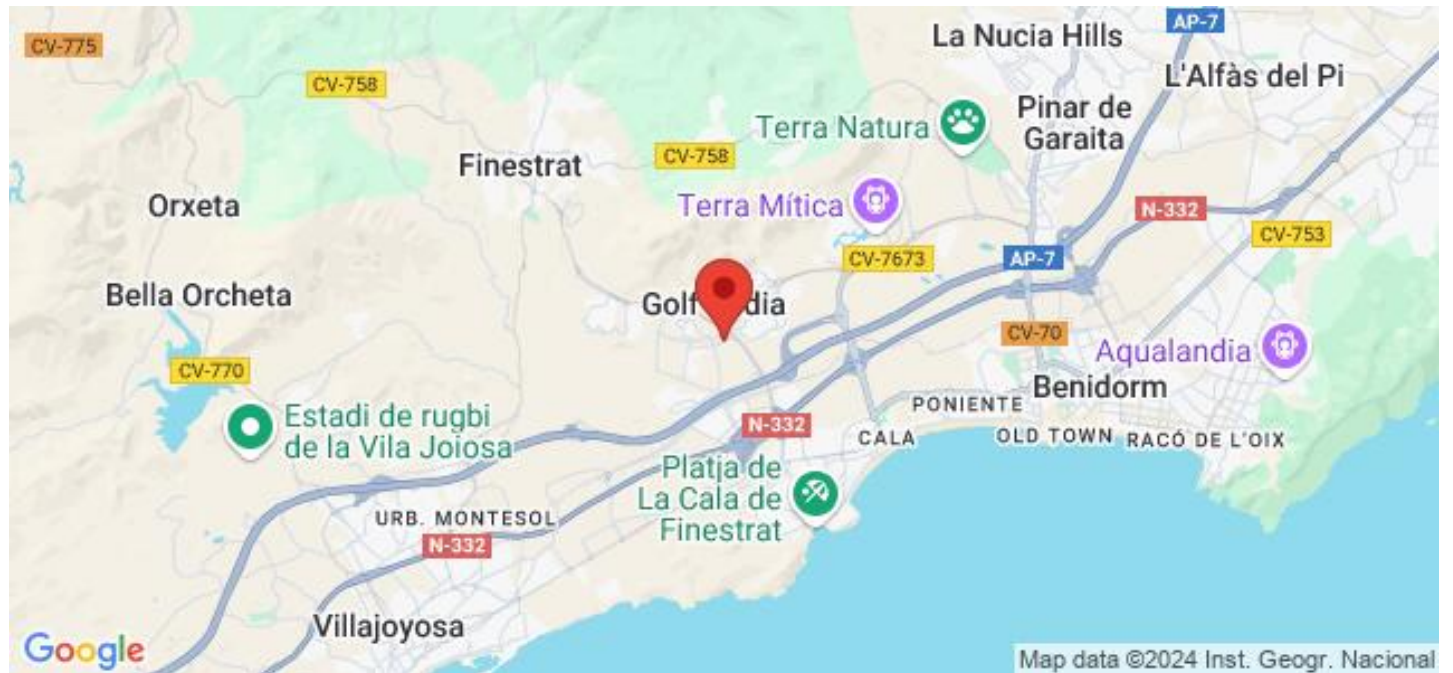 AP-7
CV-775
La Nucia Hills
L'Alfàs del Pi
CV-758
Terra Natura
Pinar de
Garaita
Finestrat
CV-758
Orxeta
Terra Mítica
N-332
CV-753
CV-7673
AP-7
Bella Orcheta
Golf
dia
CV-70
Aqualandia
CV-770
Benidorm
PONIENTE
Estadi de rugbi
de la Vila Joiosa
N-332
CALA
OLD TOWN
RACÓ DE L'OIX
Platja de
La Cala de
Finestrat
URB. MONTESOL
N-332
Villajoyosa
Google
Map data ©2024 Inst. Geogr. Nacional